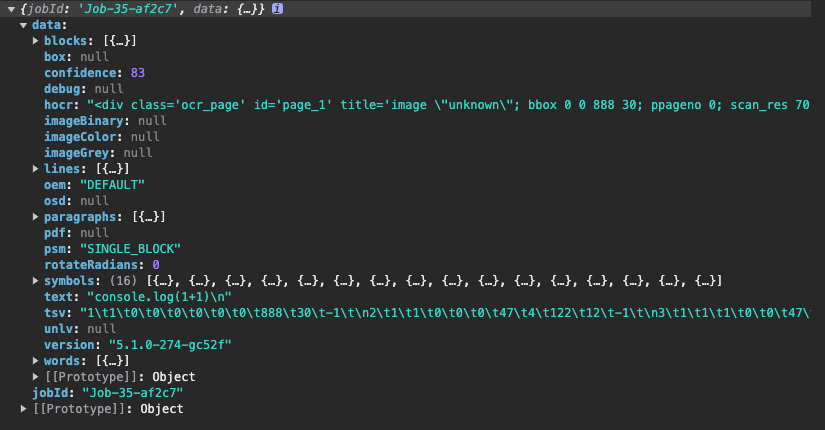 ▼ {jobId: 'Job-35-af2c7', data: {…}} i
▼ data:
▶ blocks: [{…}]
box: null
confidence: 83
debug: null
hocr: "<div class='ocr_page' id='page_1' title='image \"unknown\"; bbox 0 0 888 30; ppageno 0; scan_res 70
imageBinary: null
imageColor: null
imageGrey: null
▶ lines: [{…}]
oem: "DEFAULT"
osd: null
▶ paragraphs: [{…}]
pdf: null
psm: "SINGLE_BLOCK"
rotateRadians: 0
▶ symbols: (16) [{…}, {…}, {…}, {…}, {…}, {…}, {…}, {…}, {…}, {…}, {…}, {…}, {…}, {…}, {…}, {…}]
text: "console.log(1+1)\n"
tsv: "1\t1\t0\t0\t0\t0\t0\t0\t888\t30\t-1\t\n2\t1\t1\t0\t0\t0\t47\t4\t122\t12\t-1\t\n3\t1\t1\t1\t0\t0\t47\
unlv: null
version: "5.1.0-274-gc52f"
▶ words: [{…}]
▶ [[Prototype]]: Object
jobId: "Job-35-af2c7"
▶ [[Prototype]]: Object